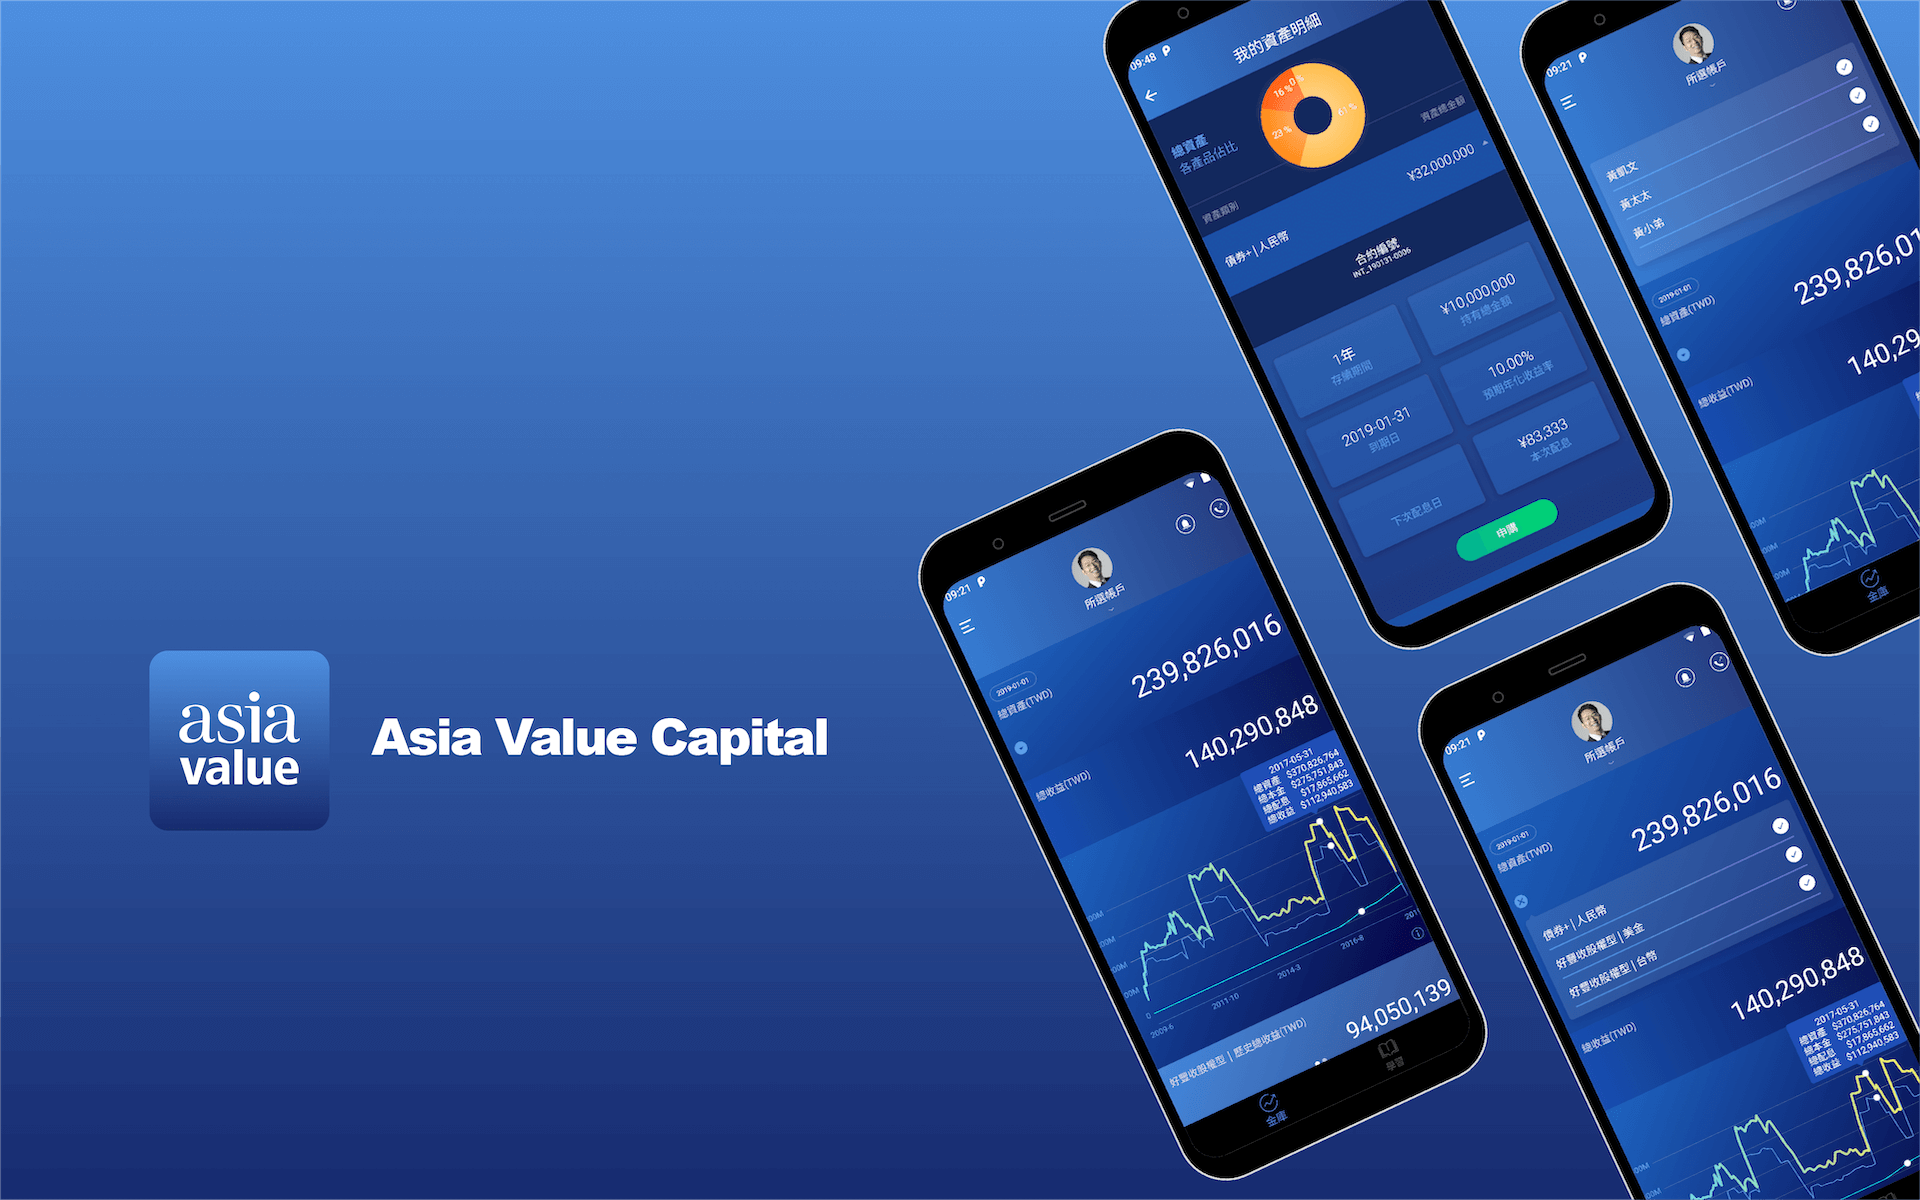 asia
value
Asia Value Capital
09:48
我的資產明細
16 %
0 %
61 %
23 %
總資產
各產品佔比
資產總金額
資產類別
¥32,000,000
債券+ | 人民幣
合約編號
INT_190131-0006
1年
存續期間
¥10,000,000
持有總金額
2019-01-31
到期日
10.00%
預期年化收益率
下次配息日
¥83,333
本次配息
申購
09:21
所選帳戶
黃凱文
黃太太
黃小弟
239,826,01
2019-01-01
總資產(TWD)
140,29
總收益(TWD)
00M
00M
00M
金庫
09:21
所選帳戶
239,826,016
2019-01-01
總資產(TWD)
140,290,848
總收益(TWD)
2017-05-31
總資產 $370,826,764
總本金 $275,751,843
總配息 $17,865,662
總收益 $112,940,583
00M
00M
00M
00M
0
2009-6
2011-10
2014-3
2016-8
201
94,050,139
好豐收股權型 | 歷史總收益(TWD)
金庫
學習
09:21
所選帳戶
239,826,016
2019-01-01
總資產(TWD)
債券+ | 人民幣
好豐收股權型 | 美金
好豐收股權型 | 台幣
140,290,848
總收益(TWD)
2017-05-31
總資產 $370,826,764
總本金 $275,751,843
總配息 $17,865,662
總收益 $112,940,583
00M
00M